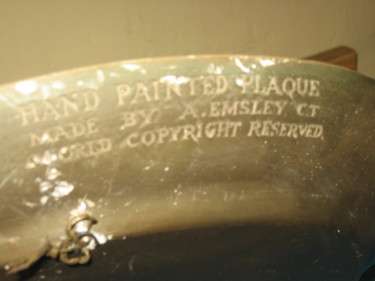 HAND PAINTED PLAQUE
MADE BY A. EMSLEY CT
WORLD COPYRIGHT RESERVED.